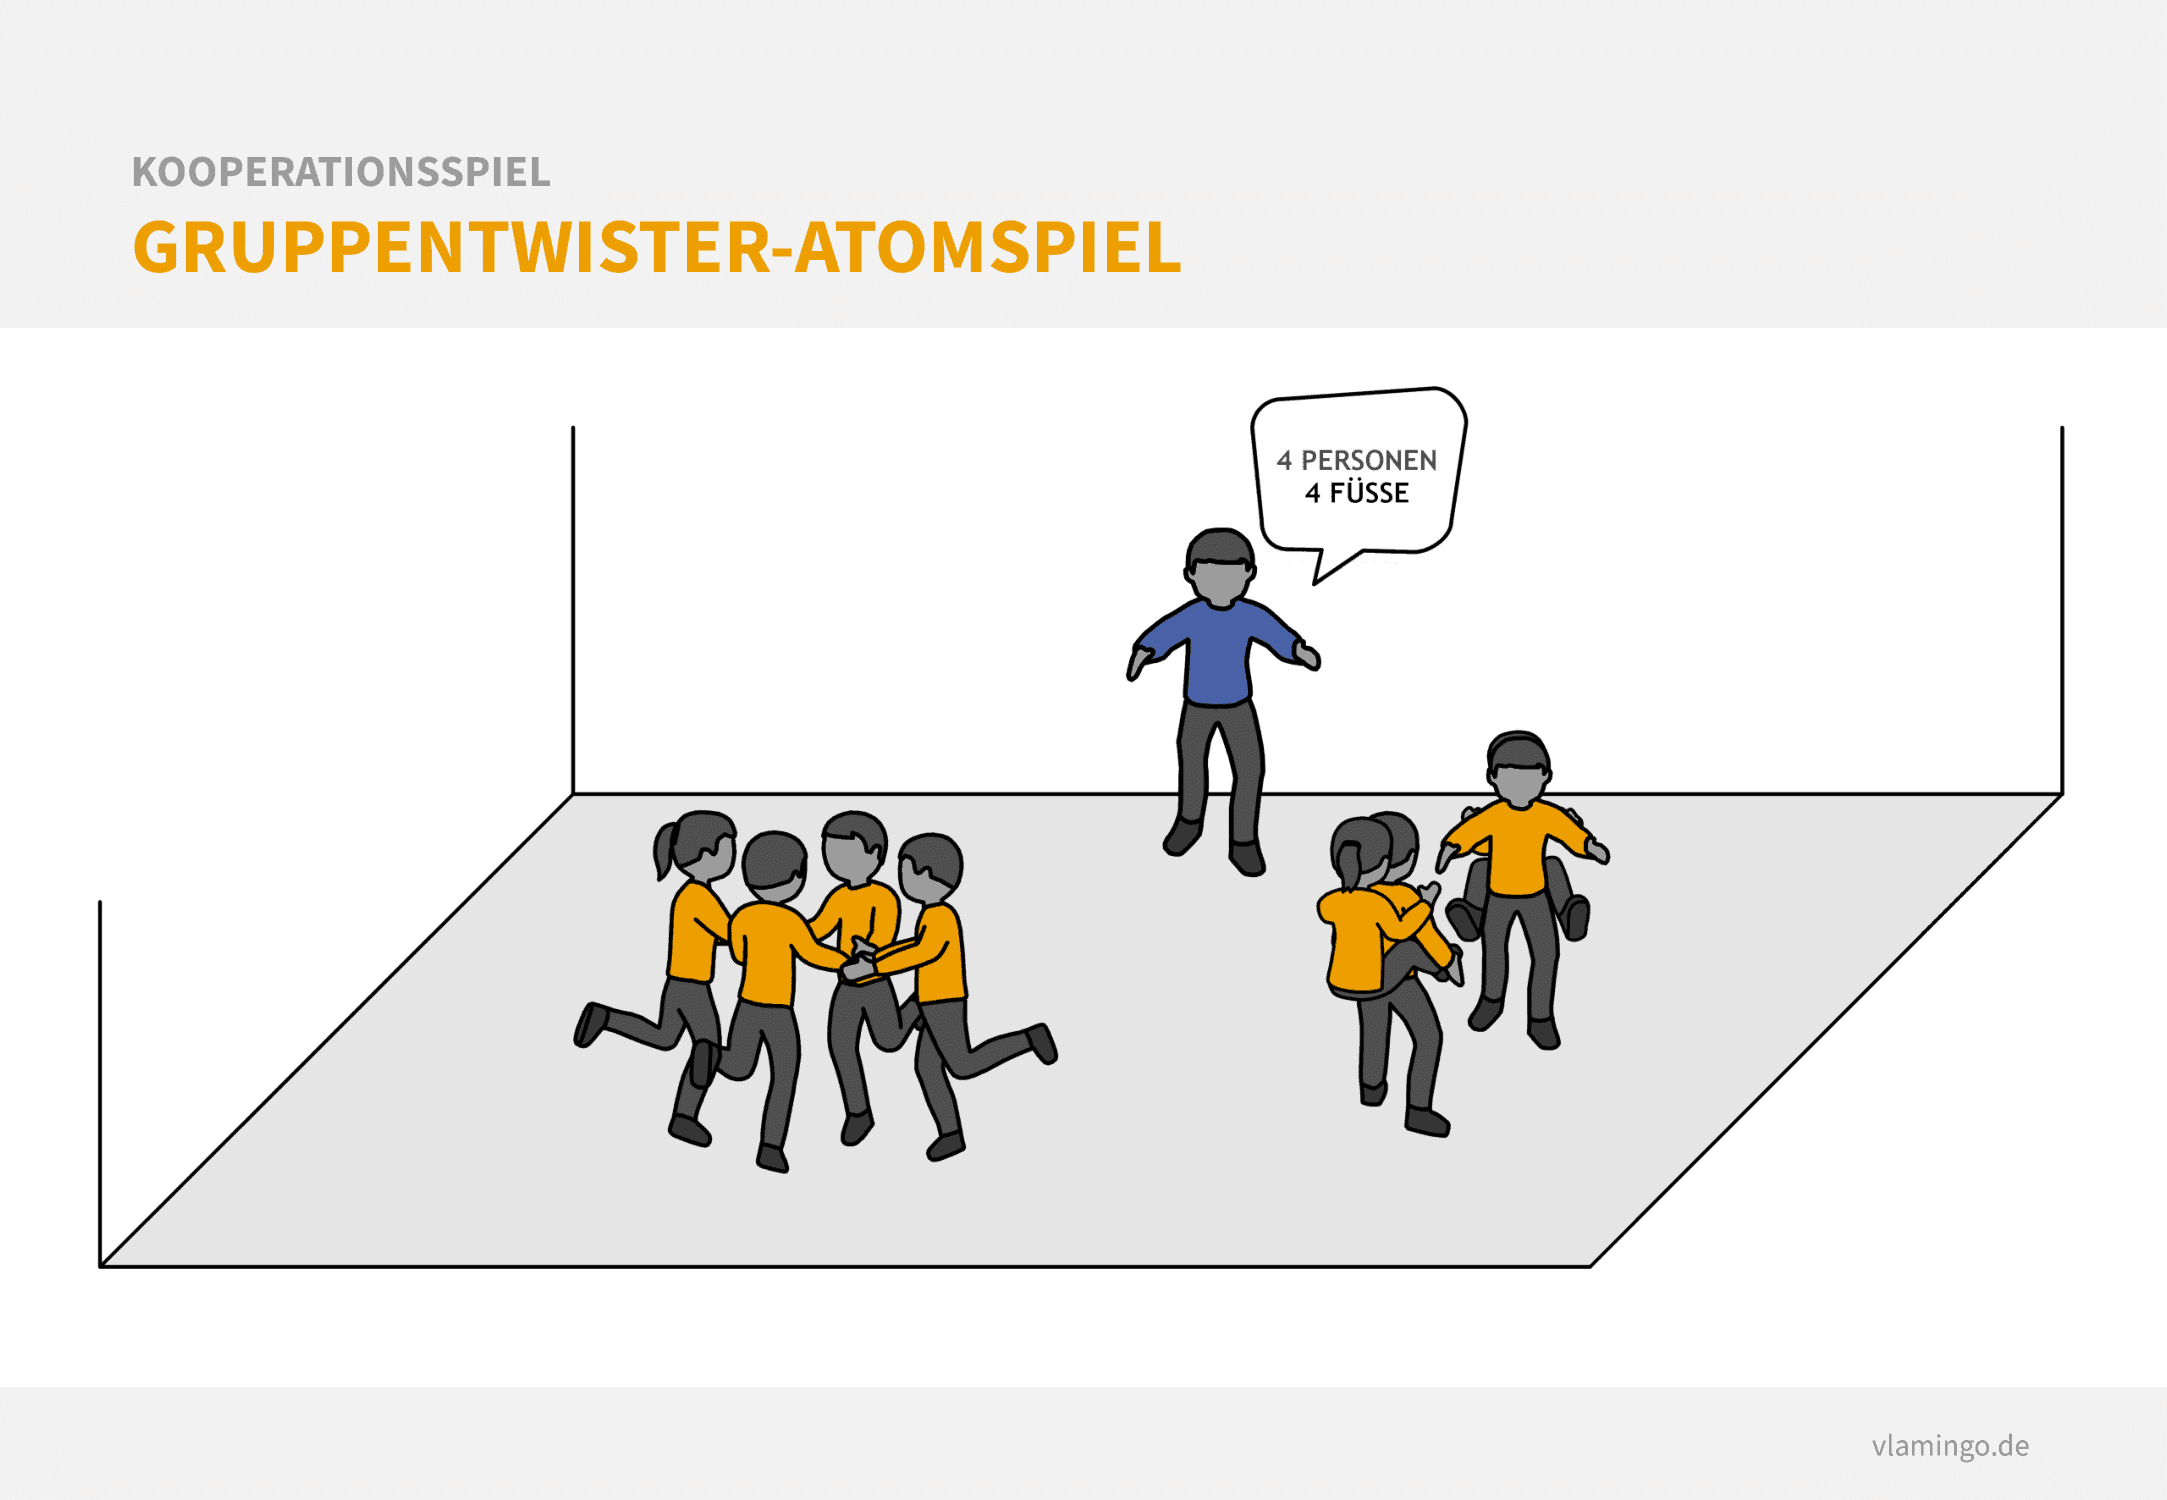 KOOPERATIONSSPIEL
GRUPPENTWISTER-ATOMSPIEL
4 PERSONEN
4 FÜSSE
vlamingo.de